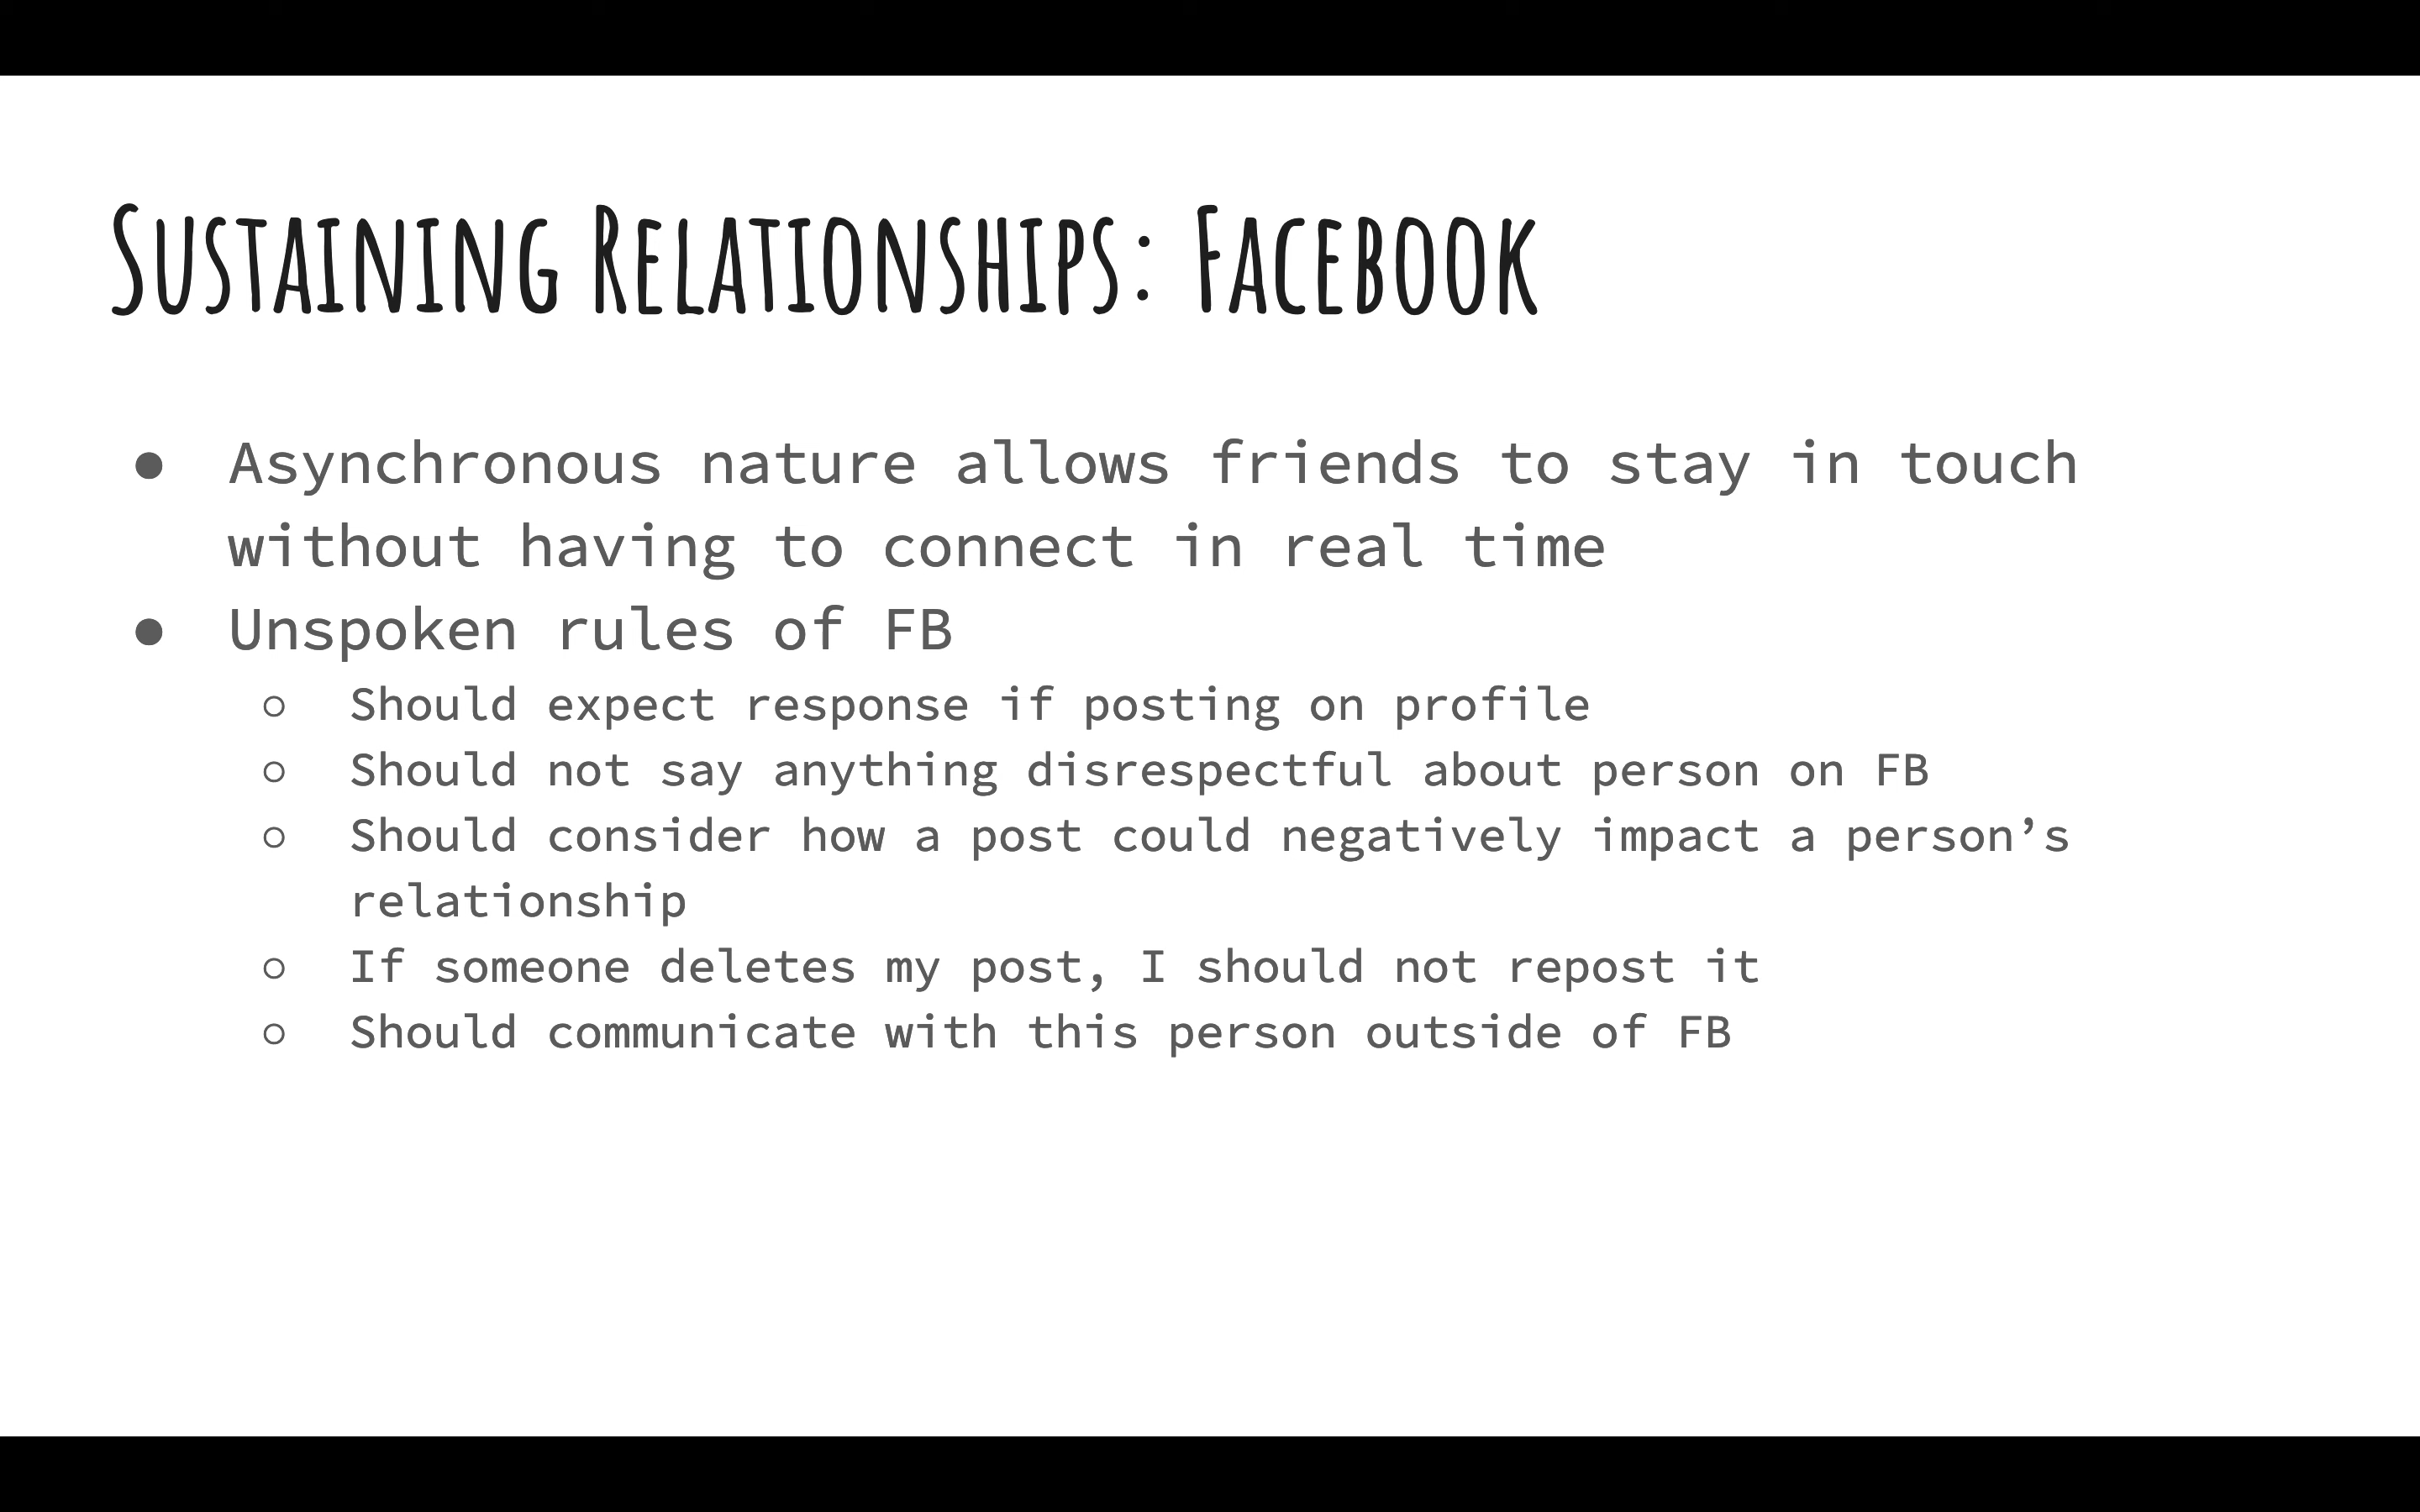 Sustaining Relationships: Facebook
● Asynchronous nature allows friends to stay in touch
without having to connect in real time
● Unspoken rules of FB
○ Should expect response if posting on profile
○ Should not say anything disrespectful about person on FB
○ Should consider how a post could negatively impact a person’s
relationship
○ If someone deletes my post, I should not repost it
○ Should communicate with this person outside of FB